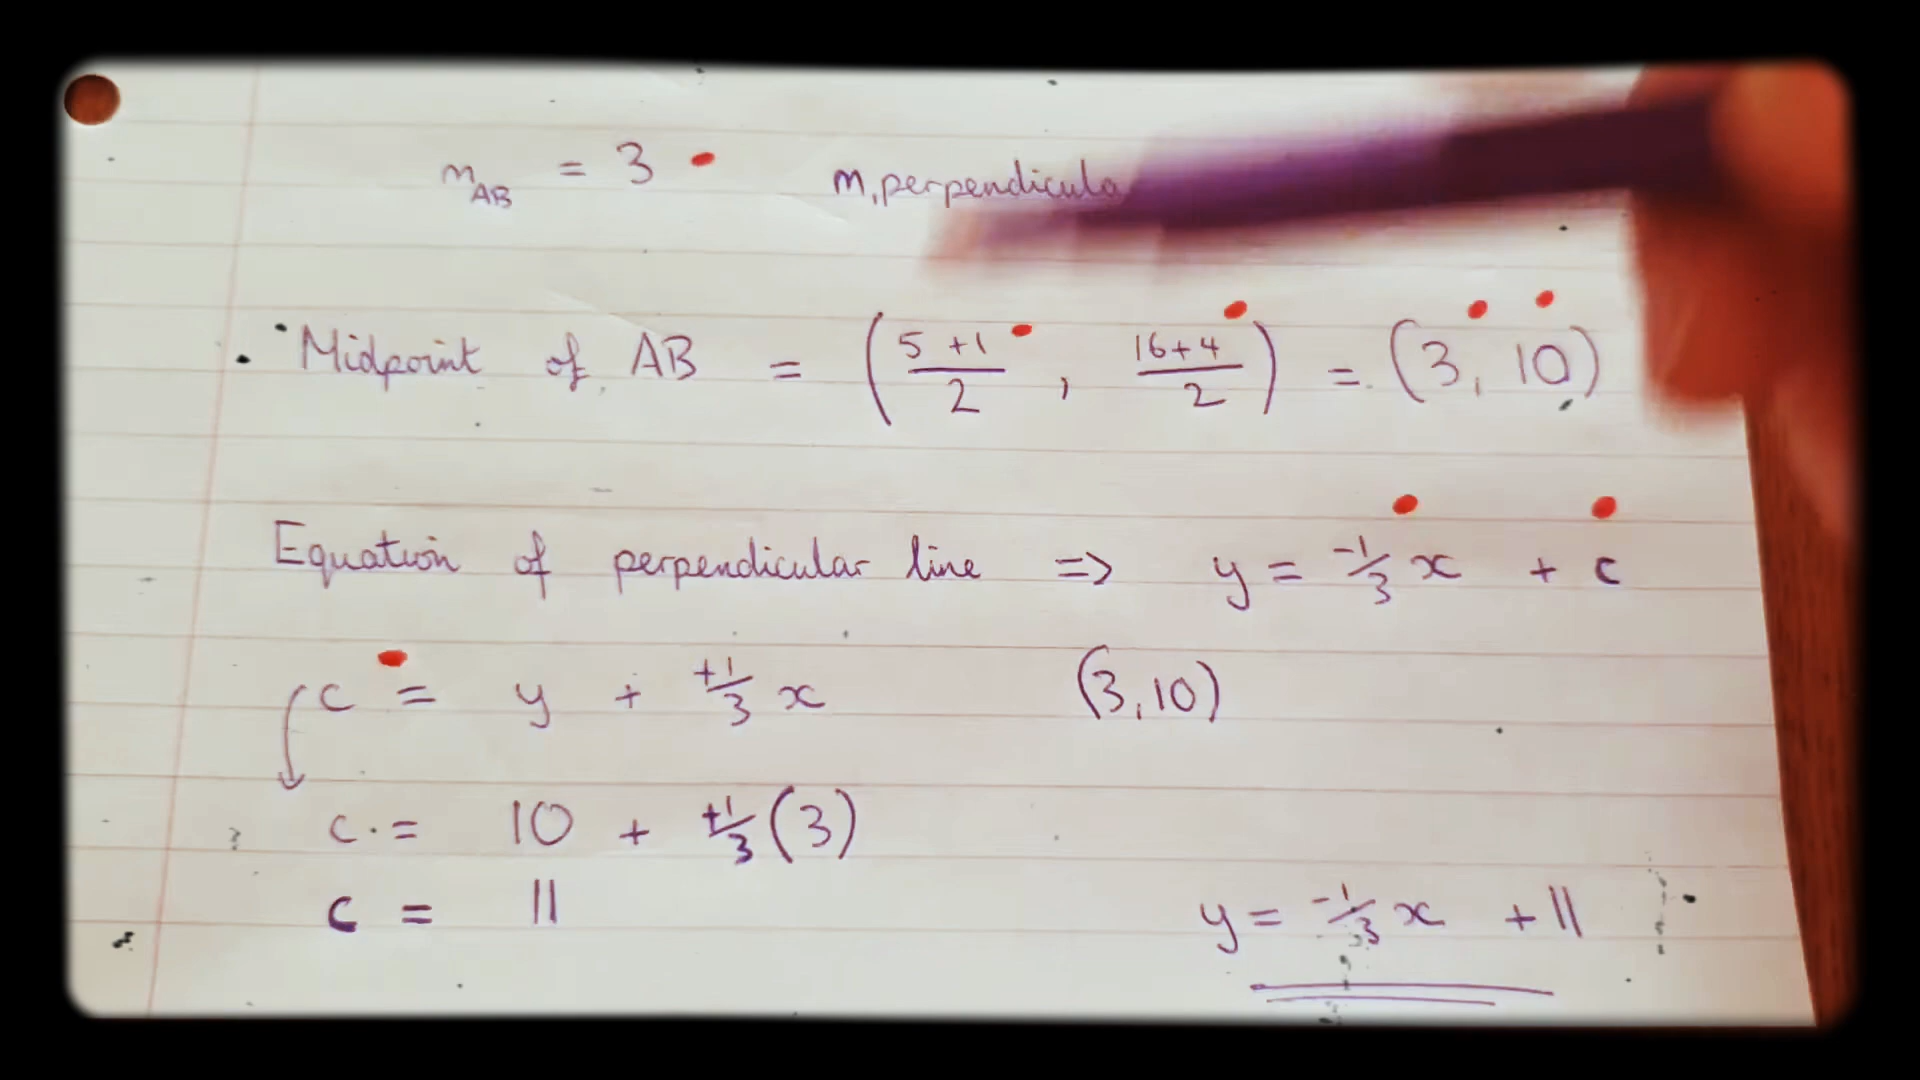 m_AB = 3 m, perpendicular
Midpoint of AB = (5+1/2, 16+4/2) = (3, 10)
Equation of perpendicular line => y = -1/3 x + c
c = y + +1/3 x (3,10)
c = 10 + +1/3 (3)
c = 11
y = -1/3 x + 11